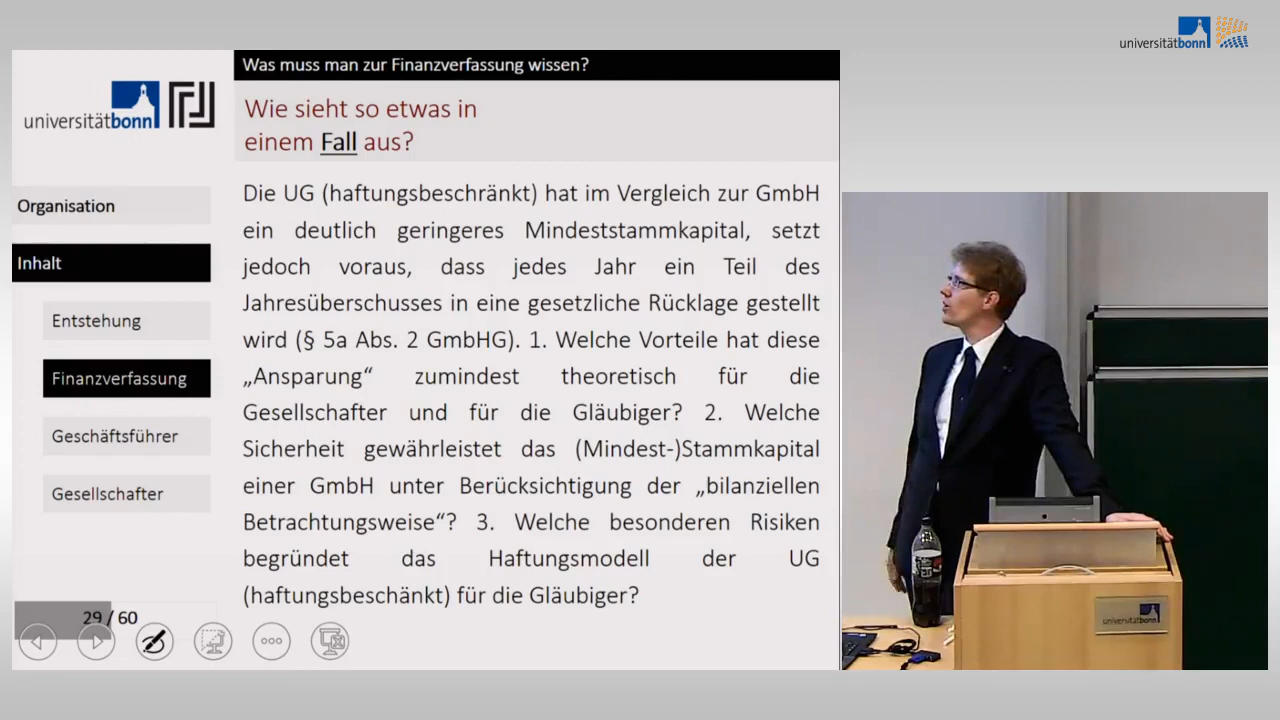 universitätbonn
Was muss man zur Finanzverfassung wissen?
universitätbonn
Wie sieht so etwas in
einem Fall aus?
Organisation
Inhalt
Entstehung
Finanzverfassung
Geschäftsführer
Gesellschafter
29 / 60
Die UG (haftungsbeschränkt) hat im Vergleich zur GmbH
ein deutlich geringeres Mindeststammkapital, setzt
jedoch voraus, dass jedes Jahr ein Teil des
Jahresüberschusses in eine gesetzliche Rücklage gestellt
wird (§ 5a Abs. 2 GmbHG). 1. Welche Vorteile hat diese
„Ansparung“ zumindest theoretisch für die
Gesellschafter und für die Gläubiger? 2. Welche
Sicherheit gewährleistet das (Mindest-)Stammkapital
einer GmbH unter Berücksichtigung der „bilanziellen
Betrachtungsweise“? 3. Welche besonderen Risiken
begründet das Haftungsmodell der UG
(haftungsbeschänkt) für die Gläubiger?
universitätbonn